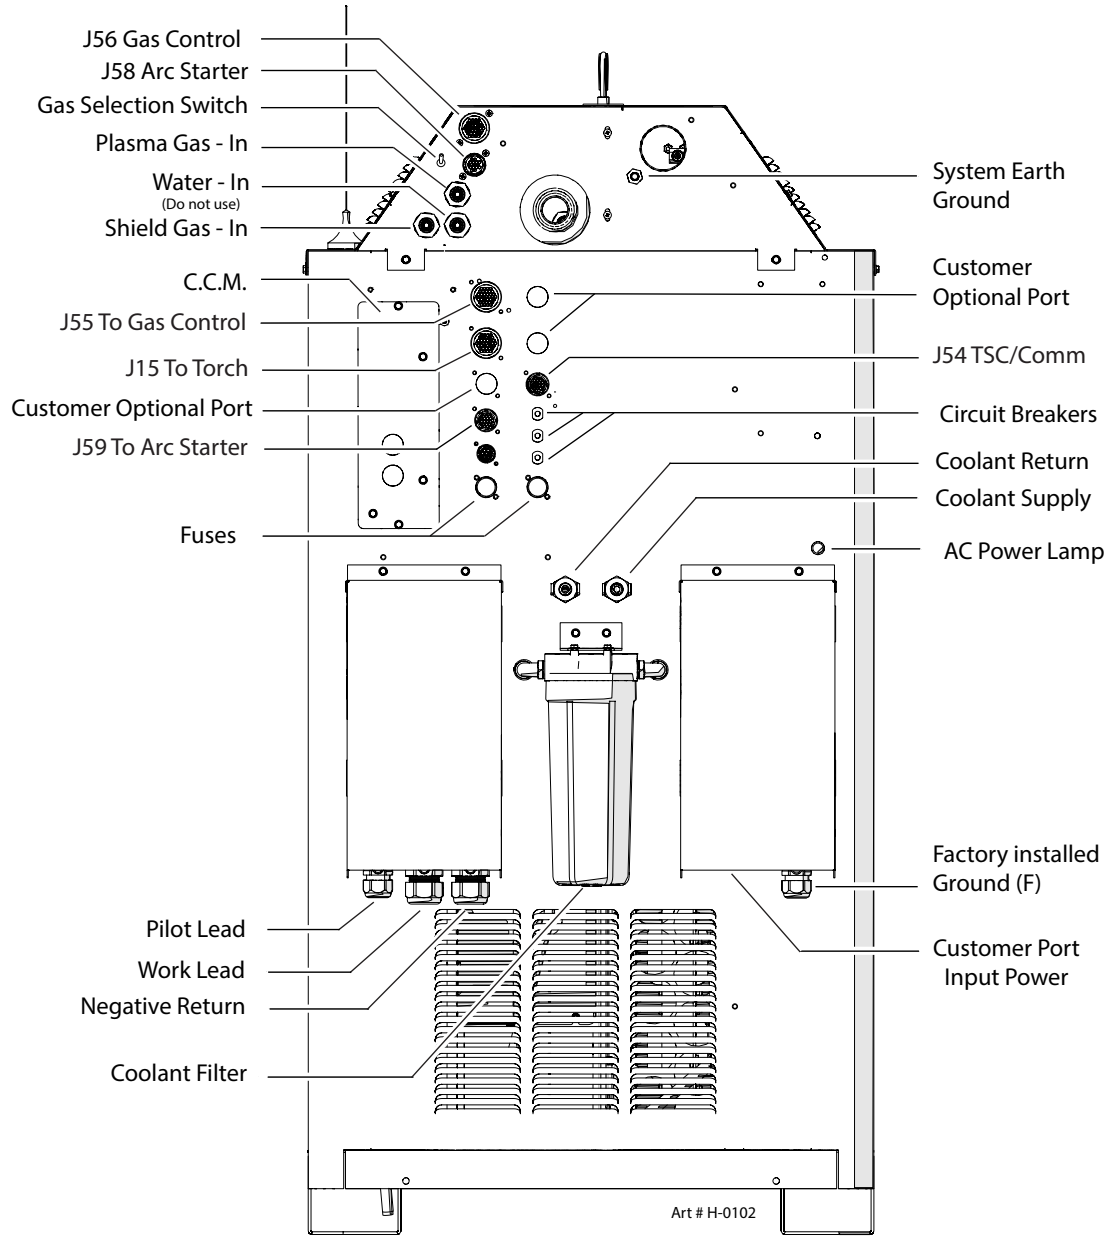 J56 Gas Control
J58 Arc Starter
Gas Selection Switch
Plasma Gas - In
Water - In
(Do not use)
Shield Gas - In
C.C.M.
J55 To Gas Control
J15 To Torch
Customer Optional Port
J59 To Arc Starter
Fuses
Pilot Lead
Work Lead
Negative Return
Coolant Filter
System Earth
Ground
Customer
Optional Port
J54 TSC/Comm
Circuit Breakers
Coolant Return
Coolant Supply
AC Power Lamp
Factory installed
Ground (F)
Customer Port
Input Power
Art # H-0102